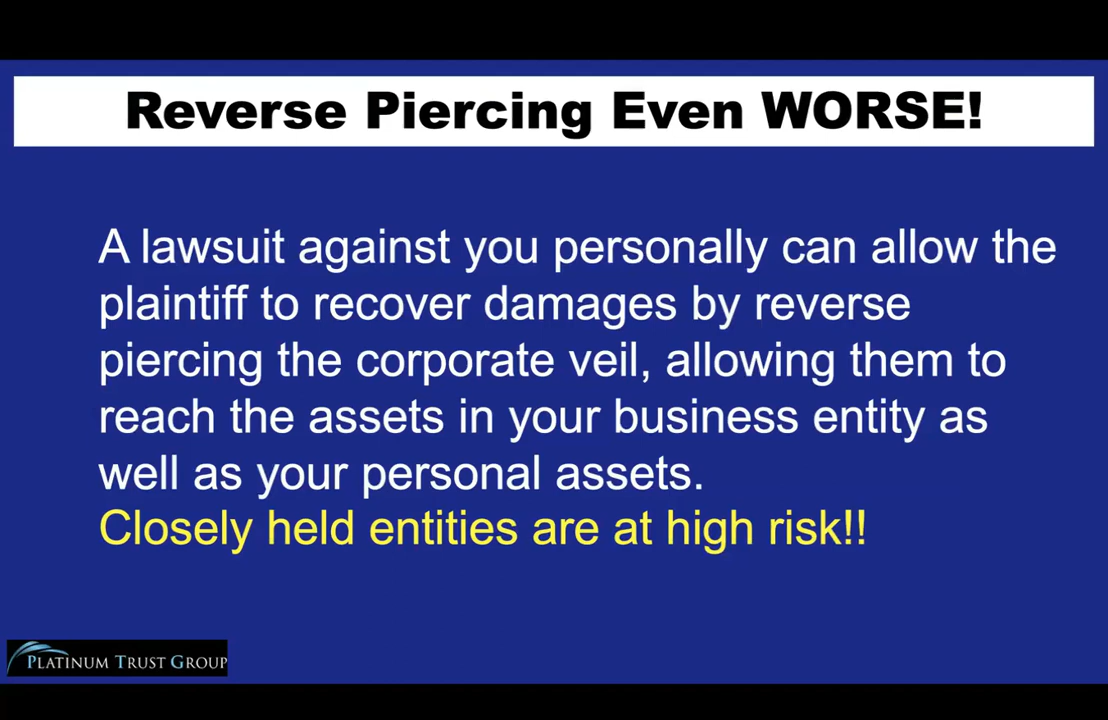 Reverse Piercing Even WORSE!
A lawsuit against you personally can allow the
plaintiff to recover damages by reverse
piercing the corporate veil, allowing them to
reach the assets in your business entity as
well as your personal assets.
Closely held entities are at high risk!!
PLATINUM TRUST GROUP